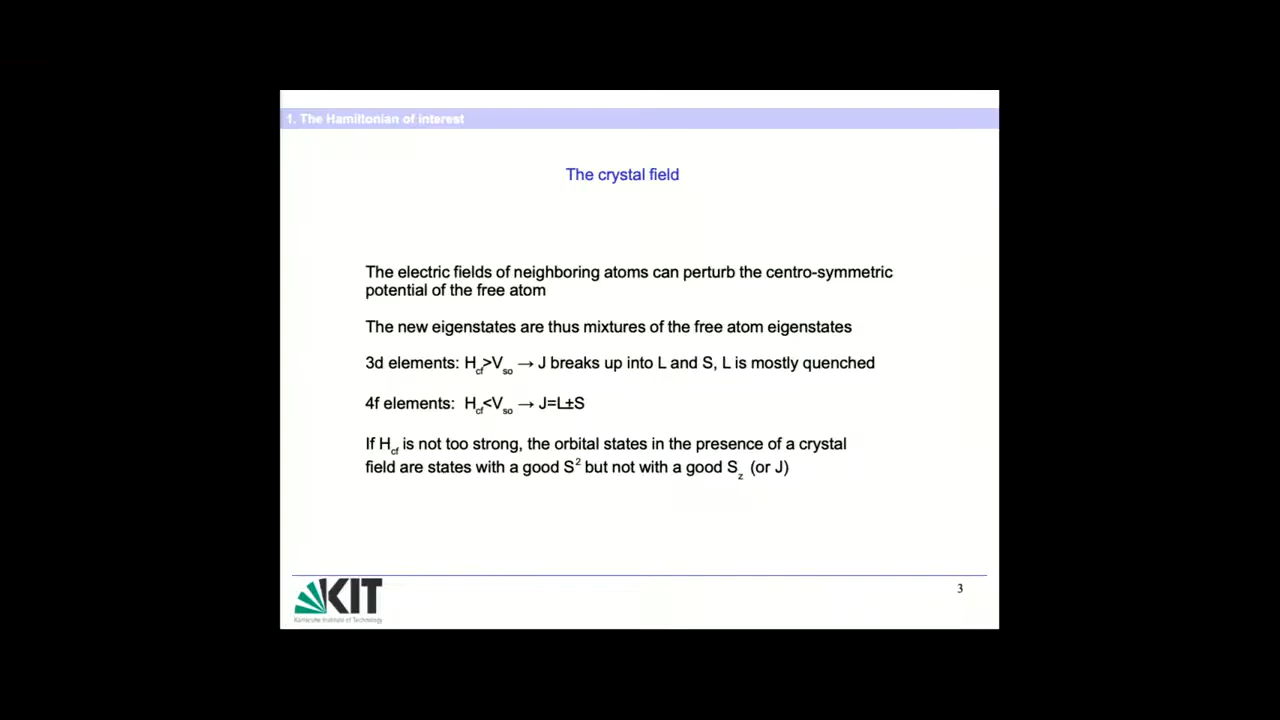 1. The Hamiltonian of interest
The crystal field
The electric fields of neighboring atoms can perturb the centro-symmetric
potential of the free atom
The new eigenstates are thus mixtures of the free atom eigenstates
3d elements: H_cf>V_so → J breaks up into L and S, L is mostly quenched
4f elements: H_cf<V_so → J=L±S
If H_cf is not too strong, the orbital states in the presence of a crystal
field are states with a good S² but not with a good S_z (or J)
KIT
Karlsruhe Institute of Technology
3